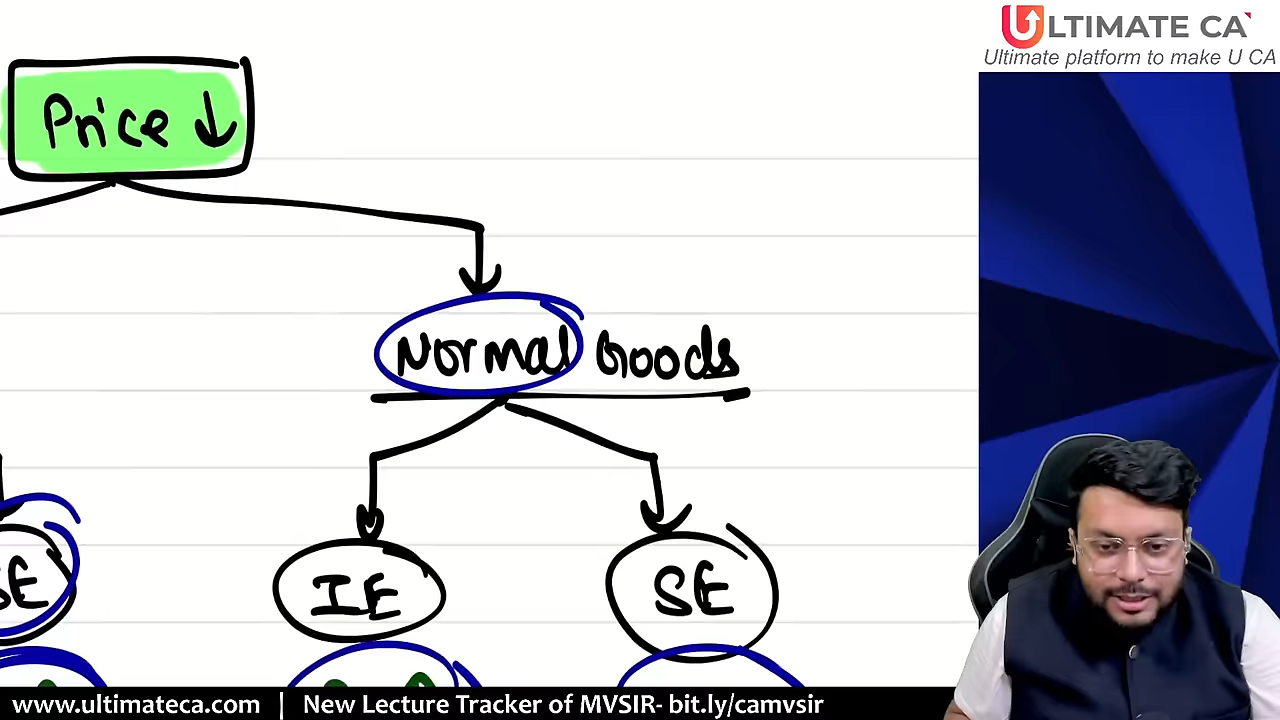 ULTIMATE CA
Ultimate platform to make U CA
Price ↓
Normal Goods
SE
IE
SE
www.ultimateca.com | New Lecture Tracker of MVSIR- bit.ly/camvsir